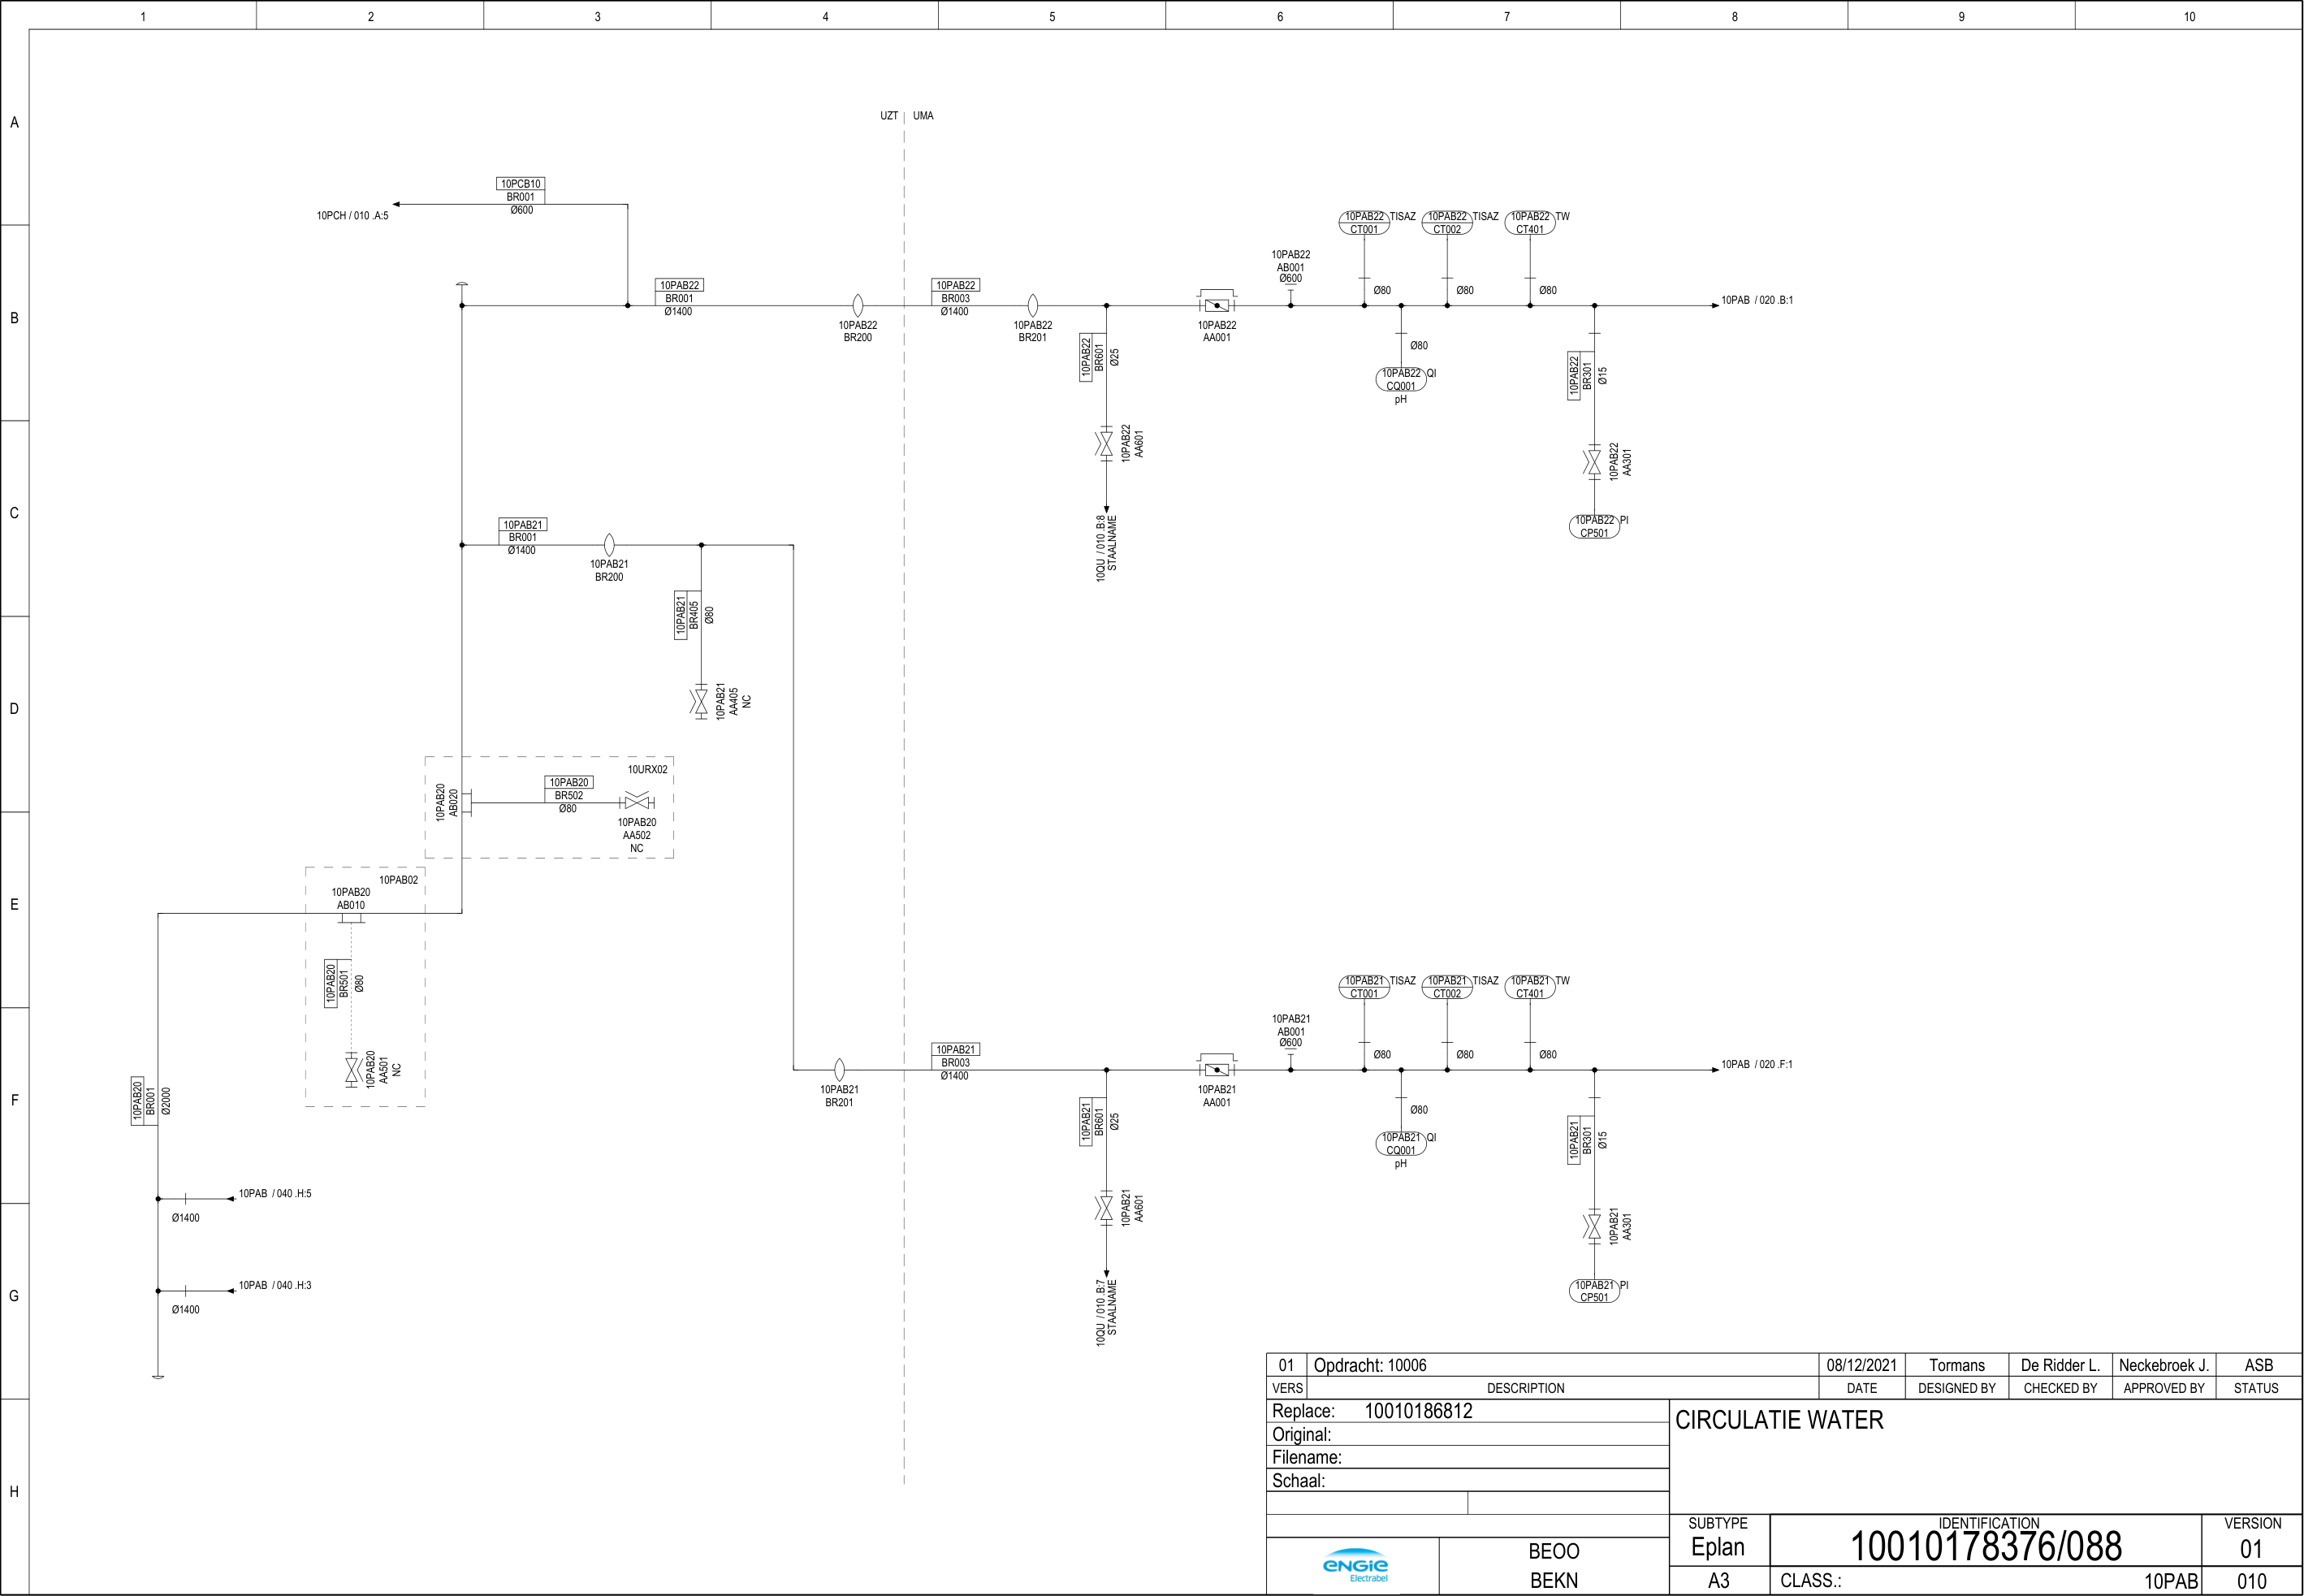 1 2 3 4 5 6 7 8 9 10
A
B
C
D
E
F
G
H
UZT UMA
10PCB10
BR001
Ø600
10PCH / 010 .A:5
10PAB22
BR001
Ø1400
10PAB22
BR200
10PAB22
BR003
Ø1400
10PAB22
BR201
10PAB22
BR601
Ø25
10PAB22
AA601
10QU / 010 .B:8
STAALNAME
10PAB22
AA001
10PAB22
AB001
Ø600
10PAB22 TISAZ
CT001
Ø80
10PAB22 TISAZ
CT002
Ø80
10PAB22 TW
CT401
Ø80
Ø80
10PAB22 QI
CQ001
pH
10PAB22
BR301
Ø15
10PAB22
AA301
10PAB22 PI
CP501
10PAB / 020 .B:1
10PAB21
BR001
Ø1400
10PAB21
BR200
10PAB21
BR405
Ø80
10PAB21
AA405
NC
10URX02
10PAB20
AB020
10PAB20
BR502
Ø80
10PAB20
AA502
NC
10PAB02
10PAB20
AB010
10PAB20
BR501
Ø80
10PAB20
AA501
NC
10PAB20
BR001
Ø2000
10PAB / 040 .H:5
Ø1400
10PAB / 040 .H:3
Ø1400
10PAB21
BR201
10PAB21
BR003
Ø1400
10PAB21
BR601
Ø25
10PAB21
AA601
10QU / 010 .B:7
STAALNAME
10PAB21
AA001
10PAB21
AB001
Ø600
10PAB21 TISAZ
CT001
Ø80
10PAB21 TISAZ
CT002
Ø80
10PAB21 TW
CT401
Ø80
Ø80
10PAB21 QI
CQ001
pH
10PAB21
BR301
Ø15
10PAB21
AA301
10PAB21 PI
CP501
10PAB / 020 .F:1
01 Opdracht: 10006 08/12/2021 Tormans De Ridder L. Neckebroek J. ASB
VERS DESCRIPTION DATE DESIGNED BY CHECKED BY APPROVED BY STATUS
Replace: 10010186812
Original:
Filename:
Schaal:
CIRCULATIE WATER
ENGIE
Electrabel
BEOO
BEKN
SUBTYPE IDENTIFICATION VERSION
Eplan 10010178376/088 01
A3 CLASS.: 10PAB 010